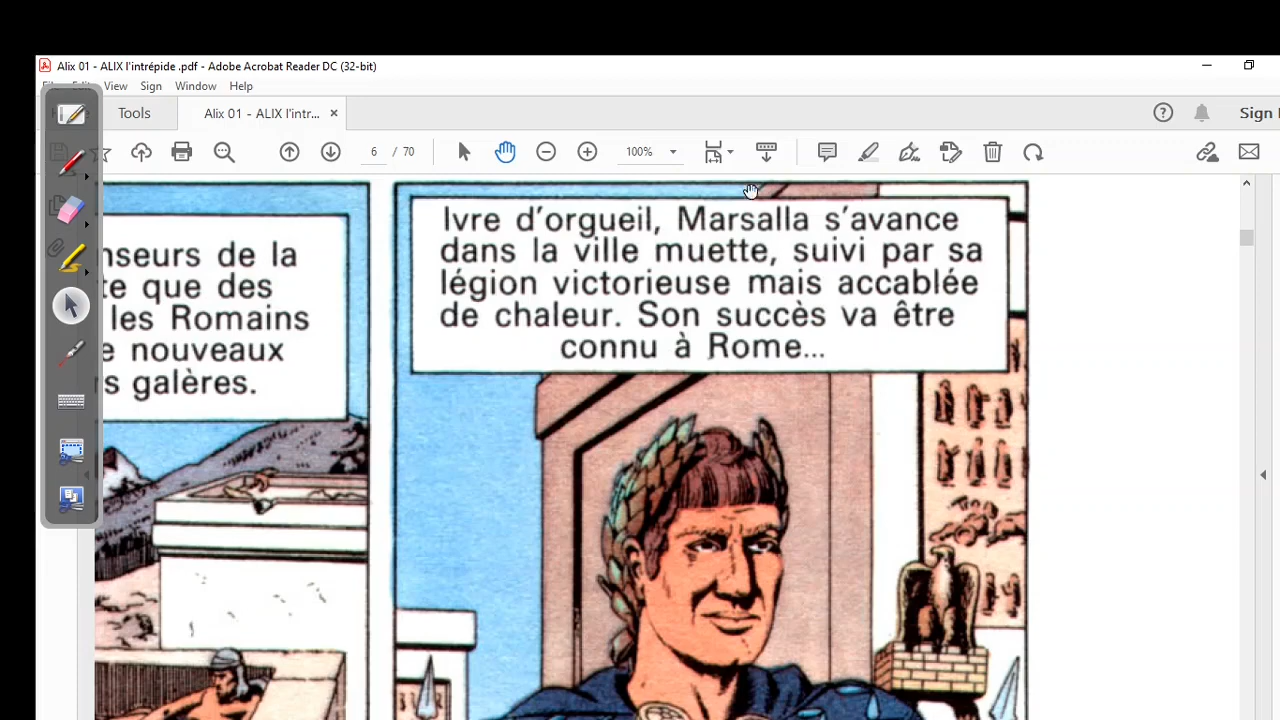 Alix 01 - ALIX l'intrépide .pdf - Adobe Acrobat Reader DC (32-bit)
View Sign Window Help
Tools
Alix 01 - ALIX l'intr... ×
Sign
6 / 70
100%
nseurs de la
te que des
les Romains
e nouveaux
rs galères.
Ivre d'orgueil, Marsalla s'avance
dans la ville muette, suivi par sa
légion victorieuse mais accablée
de chaleur. Son succès va être
connu à Rome...